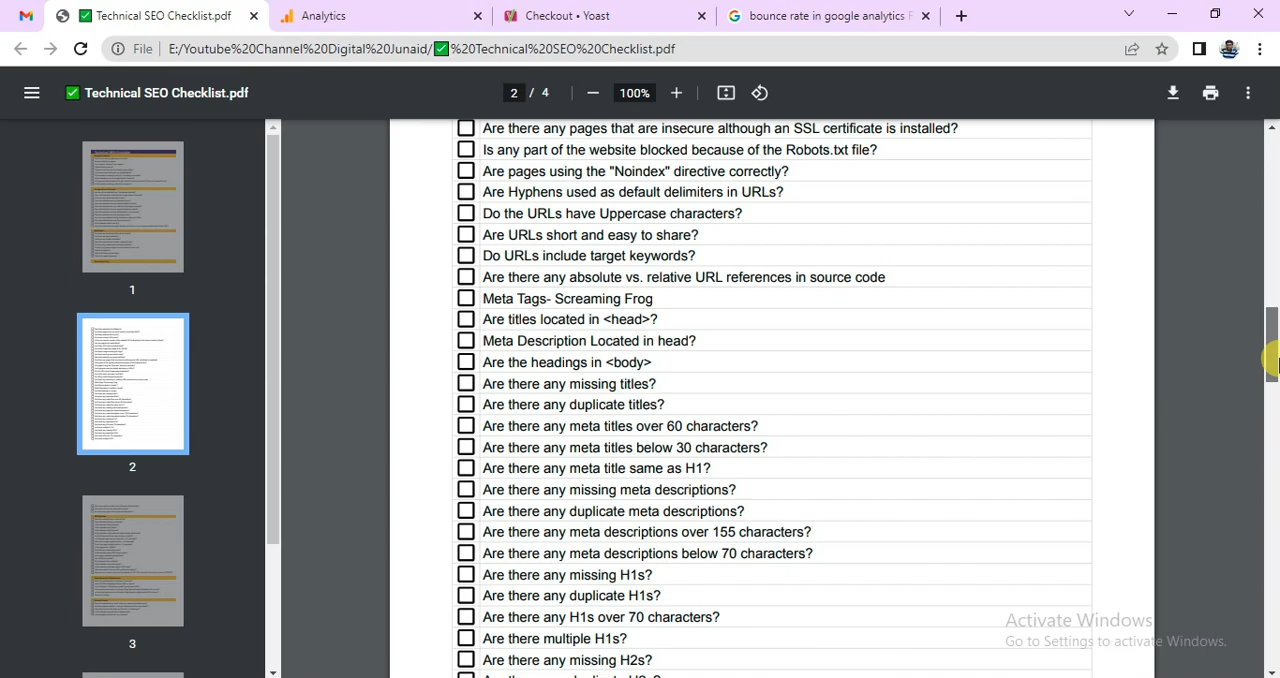 Technical SEO Checklist.pdf
Analytics
Checkout • Yoast
bounce rate in google analytics
File
E:/Youtube%20Channel%20Digital%20Junaid/✅%20Technical%20SEO%20Checklist.pdf
Technical SEO Checklist.pdf
2 / 4
100%
Are there any pages that are insecure although an SSL certificate is installed?
Is any part of the website blocked because of the Robots.txt file?
Are pages using the "NoIndex" directive correctly?
Are Hyphens used as default delimiters in URLs?
Do the URLs have Uppercase characters?
Are URLs short and easy to share?
Do URLs include target keywords?
Are there any absolute vs. relative URL references in source code
Meta Tags- Screaming Frog
Are titles located in <head>?
Meta Description Located in head?
Are the headings in <body>
Are there any missing titles?
Are there any duplicate titles?
Are there any meta titles over 60 characters?
Are there any meta titles below 30 characters?
Are there any meta title same as H1?
Are there any missing meta descriptions?
Are there any duplicate meta descriptions?
Are there any meta descriptions over 155 characters?
Are there any meta descriptions below 70 characters?
Are there any missing H1s?
Are there any duplicate H1s?
Are there any H1s over 70 characters?
Are there multiple H1s?
Are there any missing H2s?
1
2
3
Activate Windows
Go to Settings to activate Windows.